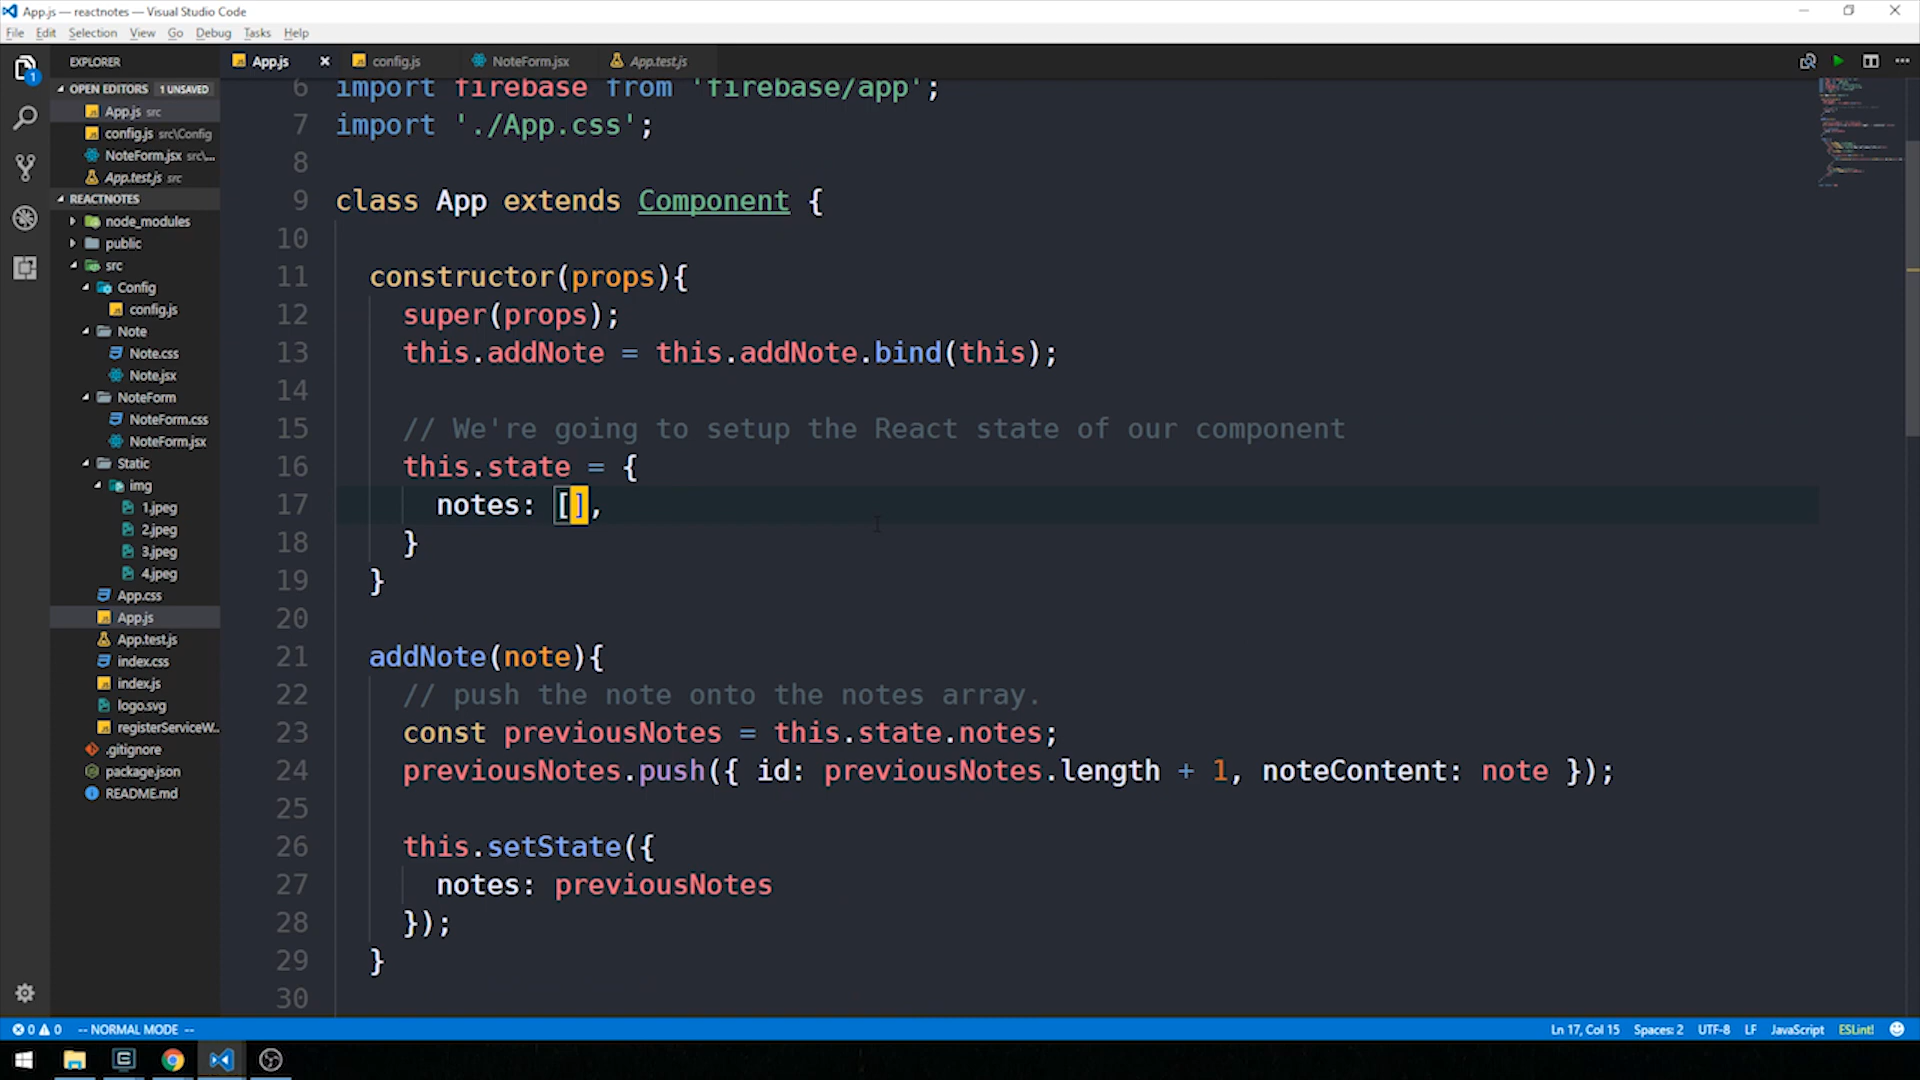 App.js — reactnotes — Visual Studio Code
File Edit Selection View Go Debug Tasks Help
EXPLORER
OPEN EDITORS 1 UNSAVED
App.js src
config.js src\Config
NoteForm.jsx src\...
App.test.js src
REACTNOTES
node_modules
public
src
Config
config.js
Note
Note.css
Note.jsx
NoteForm
NoteForm.css
NoteForm.jsx
Static
img
1.jpeg
2.jpeg
3.jpeg
4.jpeg
App.css
App.js
App.test.js
index.css
index.js
logo.svg
registerServiceW...
.gitignore
package.json
README.md
1
App.js config.js NoteForm.jsx App.test.js
6 import firebase from 'firebase/app';
7 import './App.css';
8
9 class App extends Component {
10
11 constructor(props){
12 super(props);
13 this.addNote = this.addNote.bind(this);
14
15 // We're going to setup the React state of our component
16 this.state = {
17 notes: [],
18 }
19 }
20
21 addNote(note){
22 // push the note onto the notes array.
23 const previousNotes = this.state.notes;
24 previousNotes.push({ id: previousNotes.length + 1, noteContent: note });
25
26 this.setState({
27 notes: previousNotes
28 });
29 }
30
0 0 -- NORMAL MODE -- Ln 17, Col 15 Spaces: 2 UTF-8 LF JavaScript ESLint!